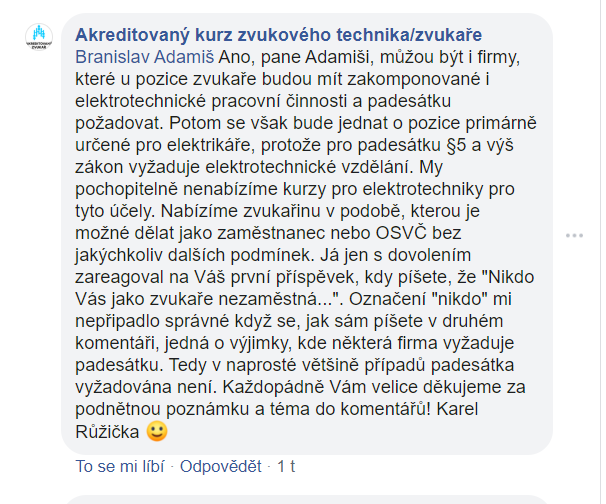 Akreditovaný kurz zvukového technika/zvukaře
Branislav Adamiš Ano, pane Adamiši, můžou být i firmy,
které u pozice zvukaře budou mít zakomponované i
elektrotechnické pracovní činnosti a padesátku
požadovat. Potom se však bude jednat o pozice primárně
určené pro elektrikáře, protože pro padesátku §5 a výš
zákon vyžaduje elektrotechnické vzdělání. My
pochopitelně nenabízíme kurzy pro elektrotechniky pro
tyto účely. Nabízíme zvukařinu v podobě, kterou je
možné dělat jako zaměstnanec nebo OSVČ bez
jakýchkoliv dalších podmínek. Já jen s dovolením
zareagoval na Váš první příspěvek, kdy píšete, že "Nikdo
Vás jako zvukaře nezaměstná...". Označení "nikdo" mi
nepřipadlo správné když se, jak sám píšete v druhém
komentáři, jedná o výjimky, kde některá firma vyžaduje
padesátku. Tedy v naprosté většině případů padesátka
vyžadována není. Každopádně Vám velice děkujeme za
podnětnou poznámku a téma do komentářů! Karel
Růžička 🙂
To se mi líbí · Odpovědět · 1 t